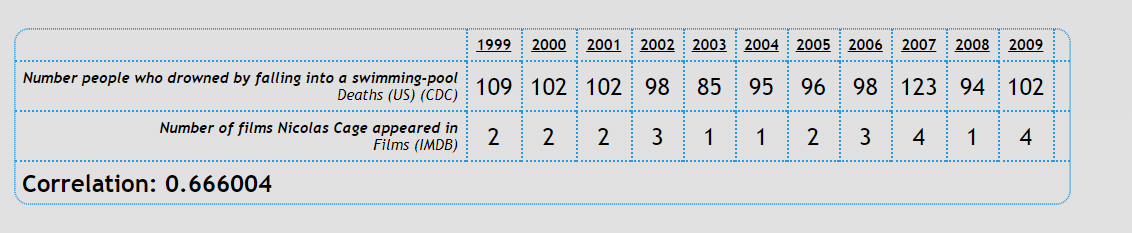 1999 2000 2001 2002 2003 2004 2005 2006 2007 2008 2009
Number people who drowned by falling into a swimming-pool
Deaths (US) (CDC)
109 102 102 98 85 95 96 98 123 94 102
Number of films Nicolas Cage appeared in
Films (IMDB)
2 2 2 3 1 1 2 3 4 1 4
Correlation: 0.666004